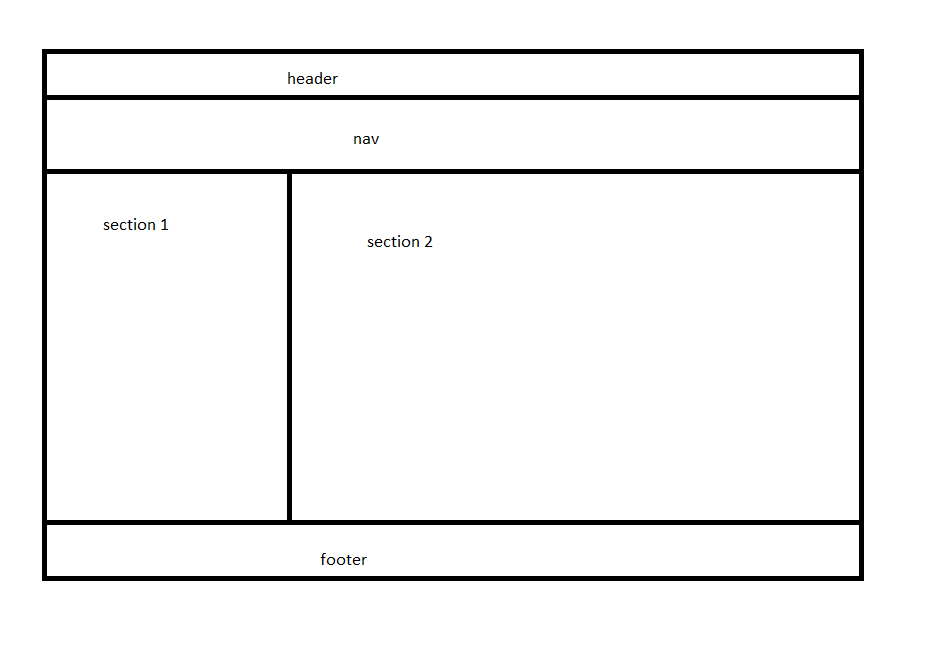 header
nav
section 1
section 2
footer